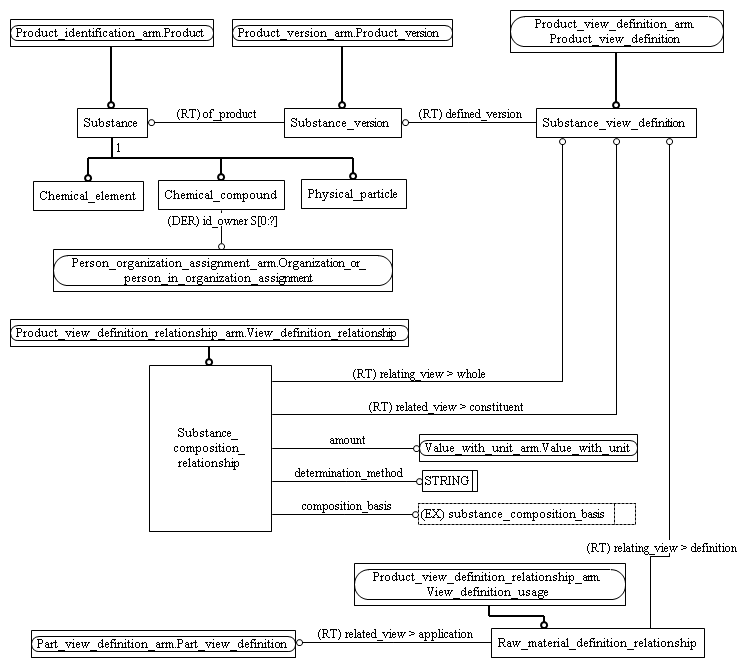 Product_identification_arm.Product
Product_version_arm.Product_version
Product_view_definition_arm.
Product_view_definition
Substance
(RT) of_product
Substance_version
(RT) defined_version
Substance_view_definition
1
Chemical_element
Chemical_compound
Physical_particle
(DER) id_owner S[0:?]
Person_organization_assignment_arm.Organization_or_
person_in_organization_assignment
Product_view_definition_relationship_arm.View_definition_relationship
(RT) relating_view > whole
(RT) related_view > constituent
Substance_
composition_
relationship
amount
Value_with_unit_arm.Value_with_unit
determination_method
STRING
composition_basis
(EX) substance_composition_basis
(RT) relating_view > definition
Product_view_definition_relationship_arm.
View_definition_usage
Part_view_definition_arm.Part_view_definition
(RT) related_view > application
Raw_material_definition_relationship